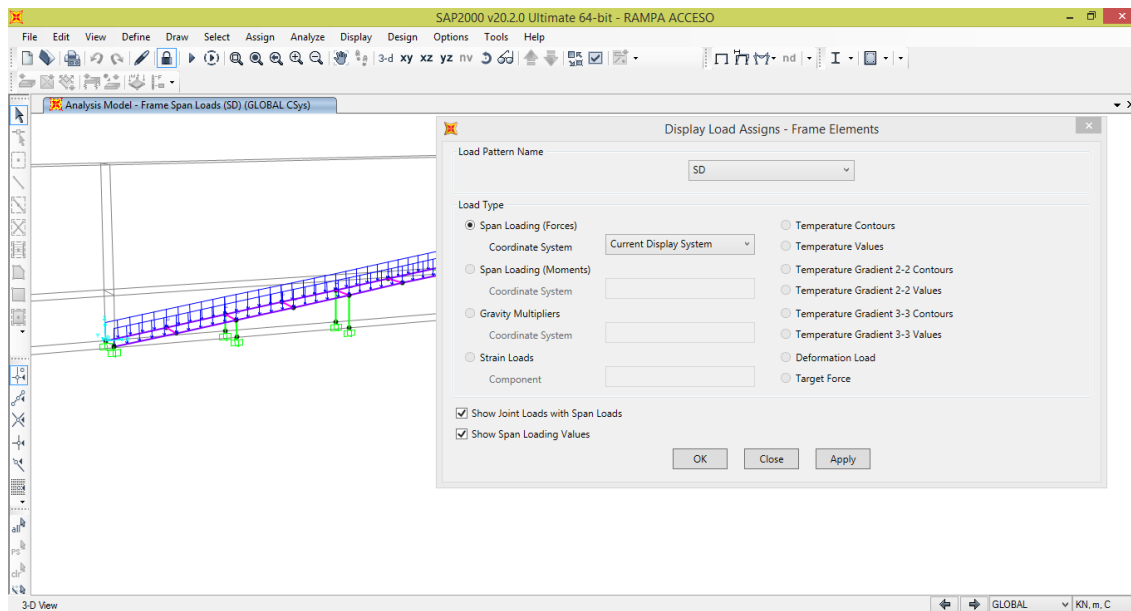 SAP2000 v20.2.0 Ultimate 64-bit - RAMPA ACCESO
File Edit View Define Draw Select Assign Analyze Display Design Options Tools Help
3-d xy xz yz nv
nd
Analysis Model - Frame Span Loads (SD) (GLOBAL CSys)
Display Load Assigns - Frame Elements
Load Pattern Name
SD
Load Type
Span Loading (Forces)
Temperature Contours
Coordinate System Current Display System
Temperature Values
Span Loading (Moments)
Temperature Gradient 2-2 Contours
Coordinate System
Temperature Gradient 2-2 Values
Gravity Multipliers
Temperature Gradient 3-3 Contours
Coordinate System
Temperature Gradient 3-3 Values
Strain Loads
Deformation Load
Component
Target Force
Show Joint Loads with Span Loads
Show Span Loading Values
OK Close Apply
all
ps
clr
3-D View
GLOBAL
KN, m, C